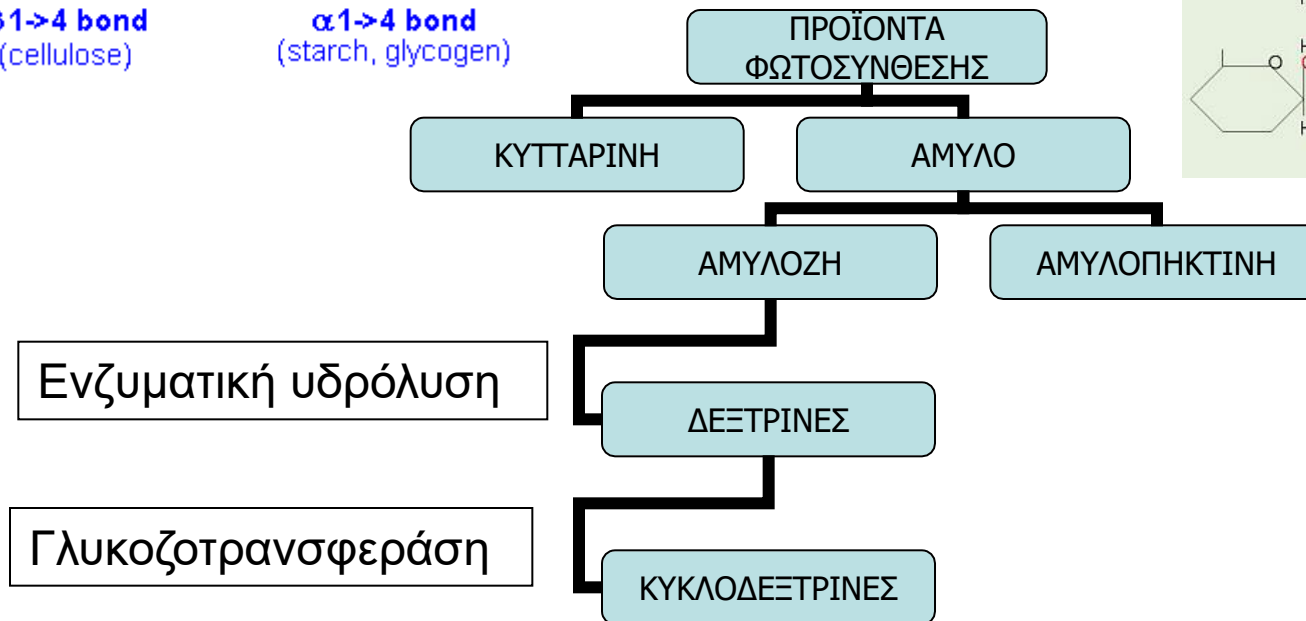 1->4 bond
(cellulose)
α1->4 bond
(starch, glycogen)
ΠΡΟΪΟΝΤΑ
ΦΩΤΟΣΥΝΘΕΣΗΣ
O
ΚΥΤΤΑΡΙΝΗ
ΑΜΥΛΟ
ΑΜΥΛΟΖΗ
ΑΜΥΛΟΠΗΚΤΙΝΗ
Ενζυματική υδρόλυση
ΔΕΞΤΡΙΝΕΣ
Γλυκοζοτρανσφεράση
ΚΥΚΛΟΔΕΞΤΡΙΝΕΣ